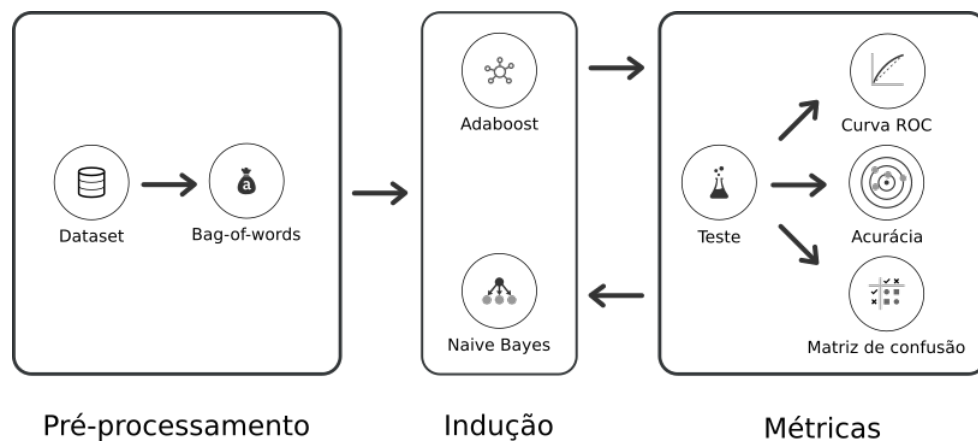 Dataset
Bag-of-words
a
Adaboost
Naive Bayes
Teste
Curva ROC
Acurácia
Matriz de confusão
Pré-processamento
Indução
Métricas